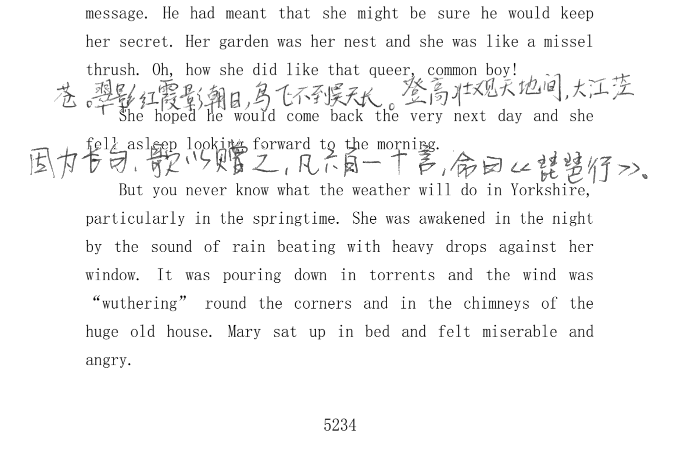 message. He had meant that she might be sure he would keep
her secret. Her garden was her nest and she was like a missel
thrush. Oh, how she did like that queer, common boy!
苍。翠影红霞影朝日,鸟飞不到吴天长。登高壮观天地间,大江茫
She hoped he would come back the very next day and she
fell asleep looking forward to the morning.
因为长句,歌以赠之,凡六百一十言,命曰《琵琶行》。
But you never know what the weather will do in Yorkshire,
particularly in the springtime. She was awakened in the night
by the sound of rain beating with heavy drops against her
window. It was pouring down in torrents and the wind was
“wuthering” round the corners and in the chimneys of the
huge old house. Mary sat up in bed and felt miserable and
angry.
5234